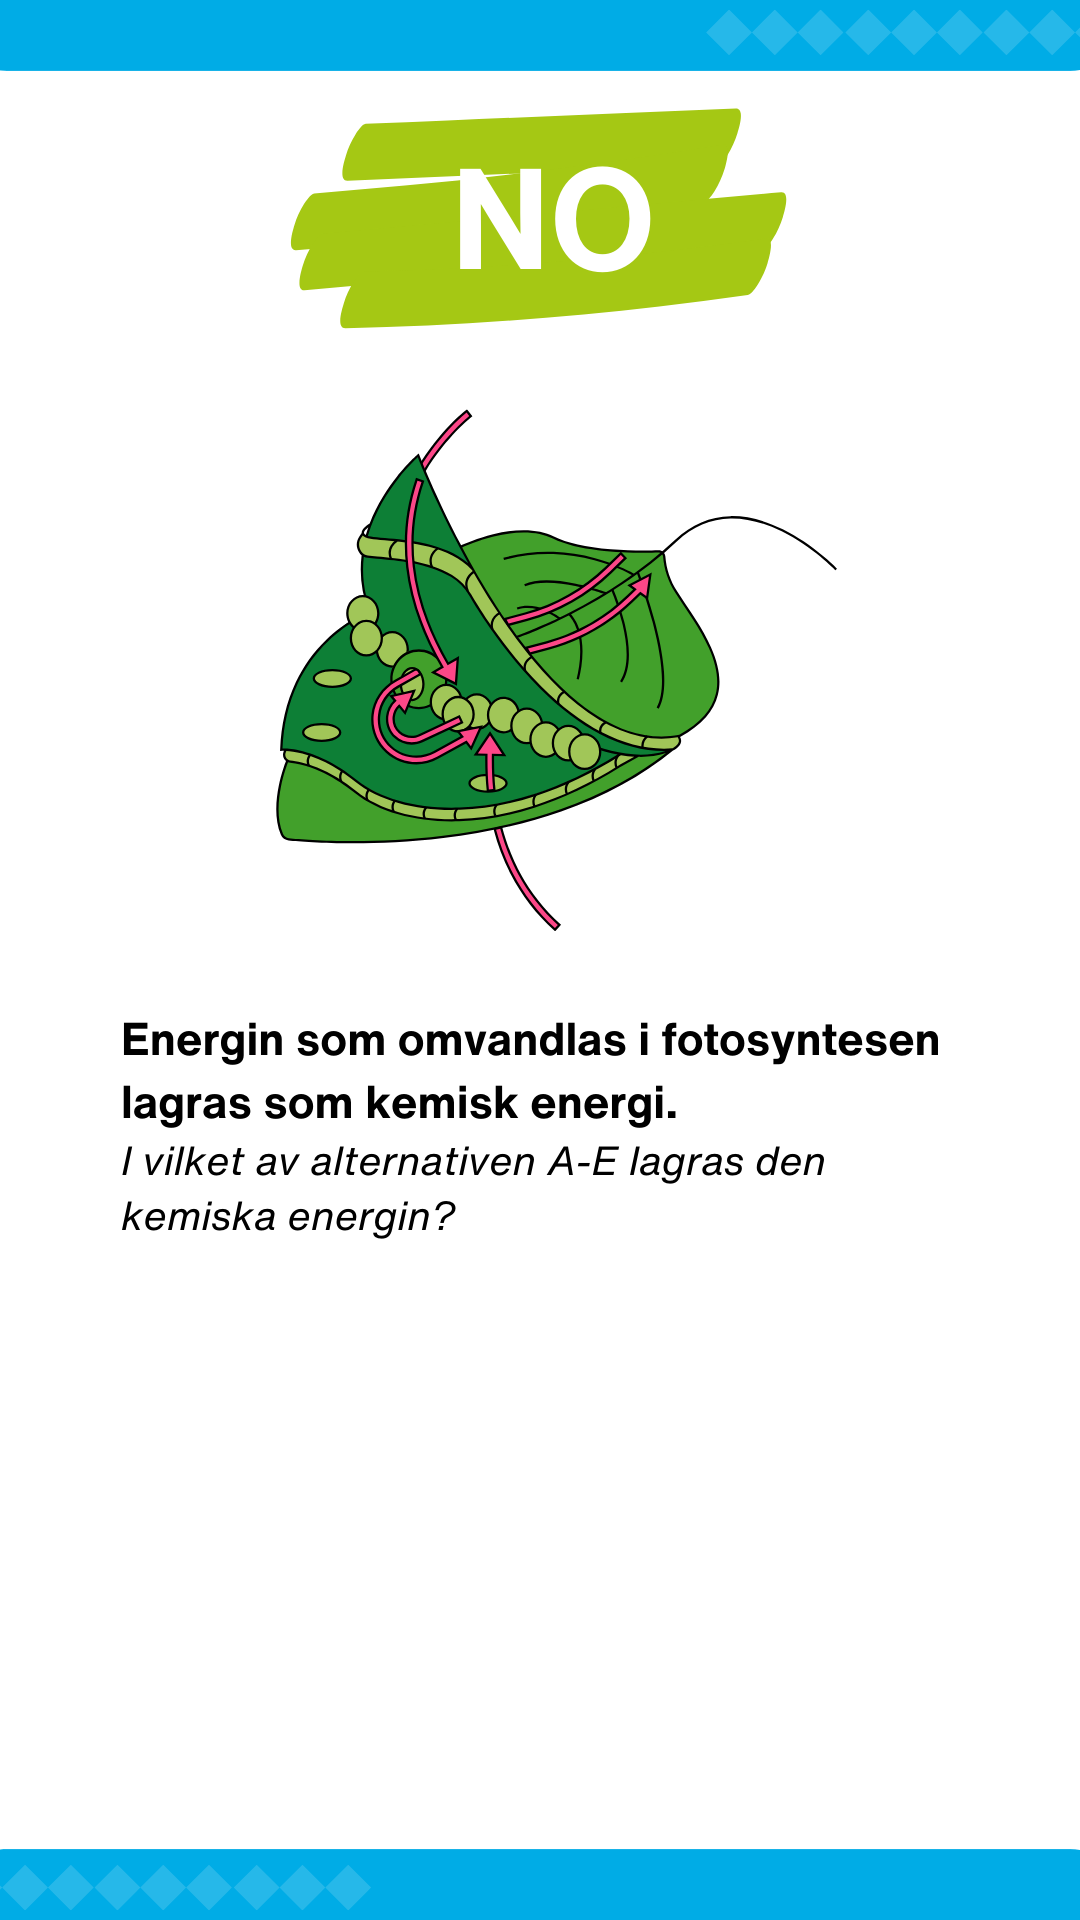 NO
Energin som omvandlas i fotosyntesen
lagras som kemisk energi.
I vilket av alternativen A-E lagras den
kemiska energin?